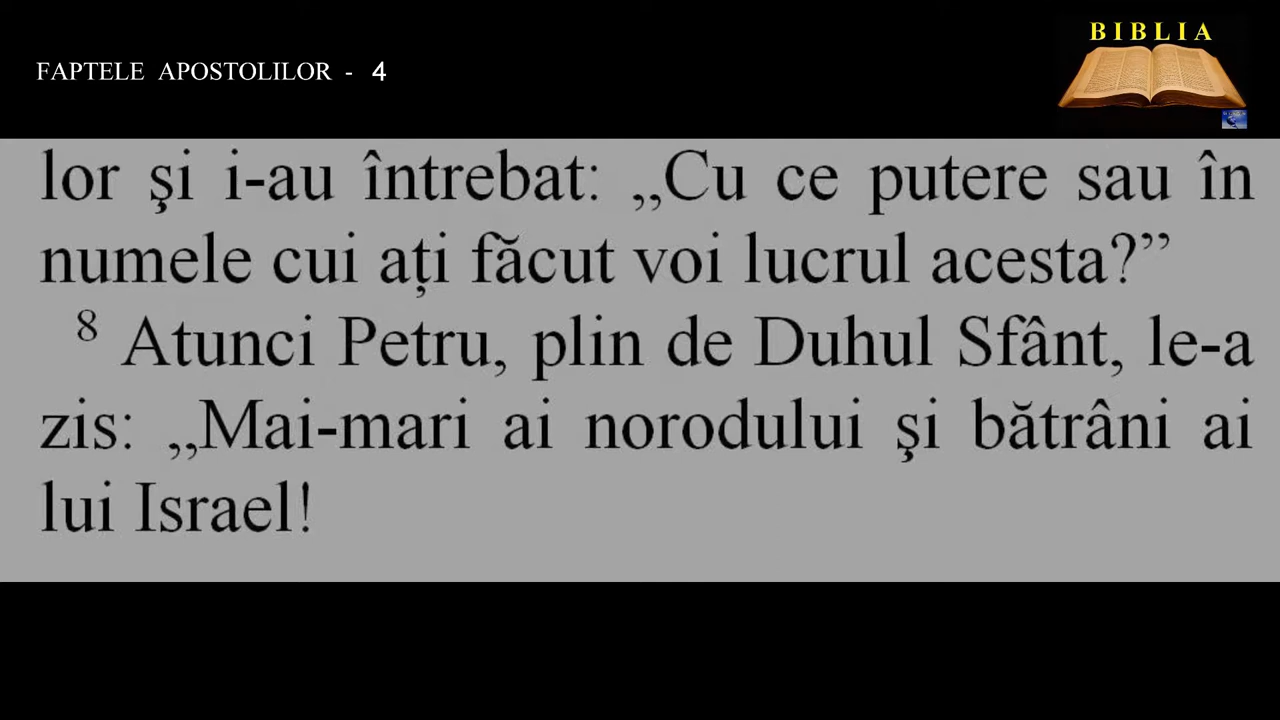 BIBLIA
FAPTELE APOSTOLILOR - 4
lor şi i-au întrebat: „Cu ce putere sau în
numele cui aţi făcut voi lucrul acesta?”
8 Atunci Petru, plin de Duhul Sfânt, le-a
zis: „Mai-mari ai norodului şi bătrâni ai
lui Israel!